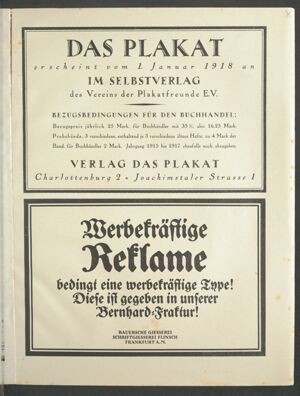 DAS PLAKAT
erscheint vom 1. Januar 1918 an
IM SELBSTVERLAG
des Vereins der Plakatfreunde E.V.
BEZUGSBEDINGUNGEN FÜR DEN BUCHHANDEL:
Bezugspreis jährlich 25 Mark, für Buchhändler mit 35%, also 16,25 Mark.
Probebände, 3 verschiedene, enthaltend je 3 verschiedene ältere Hefte, zu 4 Mark der
Band, für Buchhändler 2 Mark. Jahrgang 1915 bis 1917 ebenfalls noch abzugeben.
VERLAG DAS PLAKAT
Charlottenburg 2 • Joachimstaler Strasse 1
Werbekräftige
Reklame
bedingt eine werbekräftige Type!
Diese ist gegeben in unserer
Bernhard-Fraktur!
BAUERSCHE GIESSEREI
SCHRIFTGIESSEREI FLINSCH
FRANKFURT A.M.